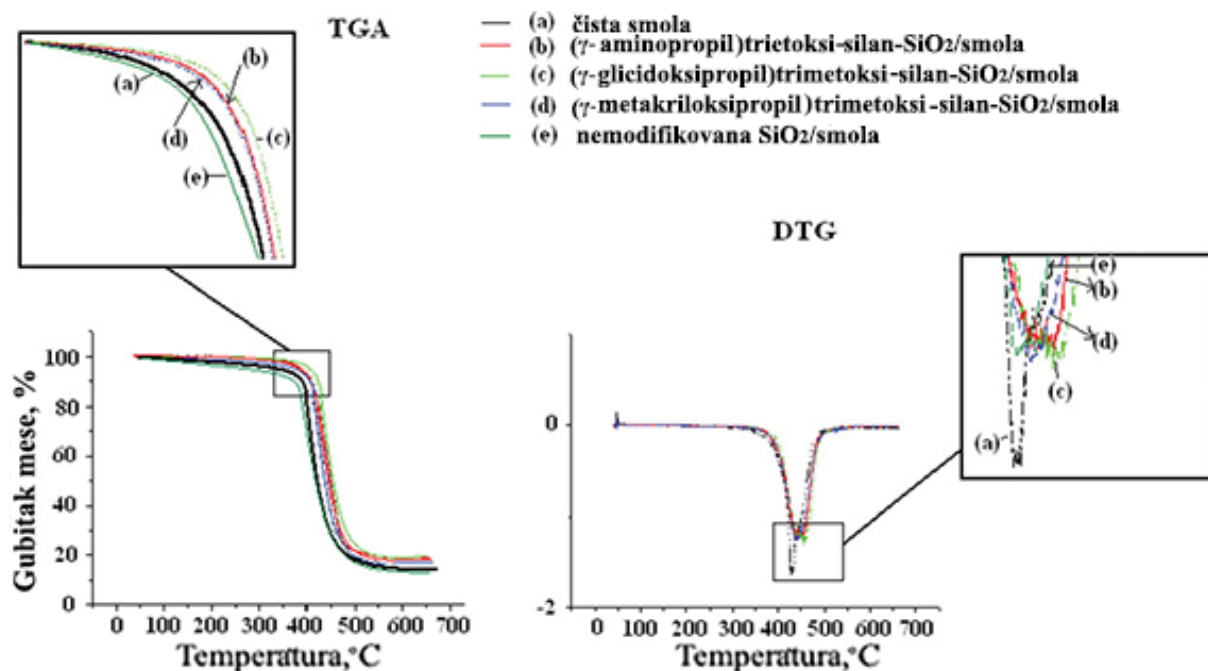 TGA
(a) čista smola
(b) (γ-aminopropil)trietoksi-silan-SiO2/smola
(c) (γ-glicidoksipropil)trimetoksi-silan-SiO2/smola
(d) (γ-metakriloksipropil)trimetoksi-silan-SiO2/smola
(e) nemodifikovana SiO2/smola
(a)
(b)
(d)
(c)
(e)
DTG
(e)
(b)
(d)
(c)
(a)
Gubitak mese, %
100
80
60
40
20
0
0 100 200 300 400 500 600 700
Temperatura,°C
0
-2
0 100 200 300 400 500 600 700
Temperatura,°C